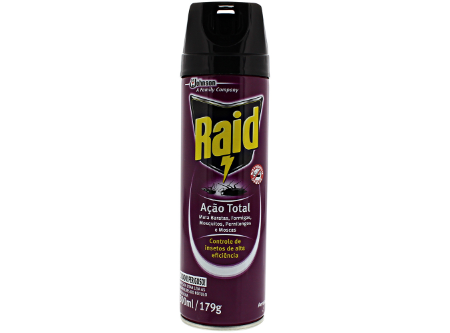 Johnson
A Family Company
Raid
Ação Total
Mata Baratas, Formigas,
Mosquitos, Pernilongos
e Moscas
Controle de
insetos de alta
eficiência
ml/179g